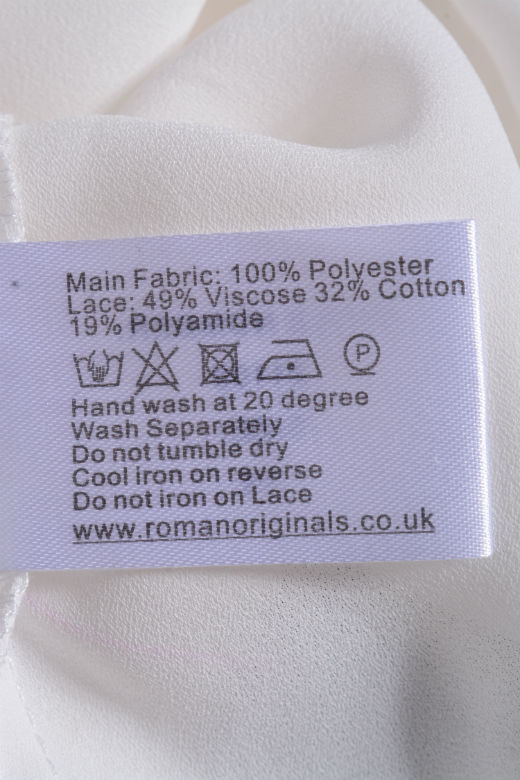 Main Fabric: 100% Polyester
Lace: 49% Viscose 32% Cotton
19% Polyamide
P
Hand wash at 20 degree
Wash Separately
Do not tumble dry
Cool iron on reverse
Do not iron on Lace
www.romanoriginals.co.uk